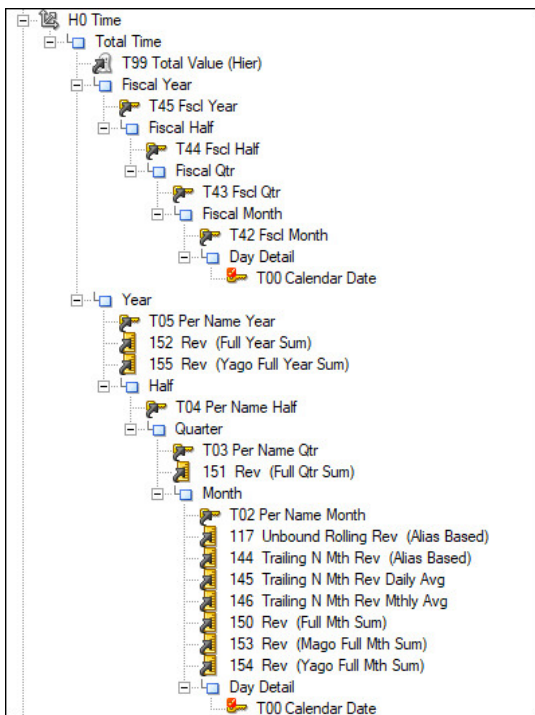 H0 Time
Total Time
T99 Total Value (Hier)
Fiscal Year
T45 Fscl Year
Fiscal Half
T44 Fscl Half
Fiscal Qtr
T43 Fscl Qtr
Fiscal Month
T42 Fscl Month
Day Detail
T00 Calendar Date
Year
T05 Per Name Year
152 Rev (Full Year Sum)
155 Rev (Yago Full Year Sum)
Half
T04 Per Name Half
Quarter
T03 Per Name Qtr
151 Rev (Full Qtr Sum)
Month
T02 Per Name Month
117 Unbound Rolling Rev (Alias Based)
144 Trailing N Mth Rev (Alias Based)
145 Trailing N Mth Rev Daily Avg
146 Trailing N Mth Rev Mthly Avg
150 Rev (Full Mth Sum)
153 Rev (Mago Full Mth Sum)
154 Rev (Yago Full Mth Sum)
Day Detail
T00 Calendar Date